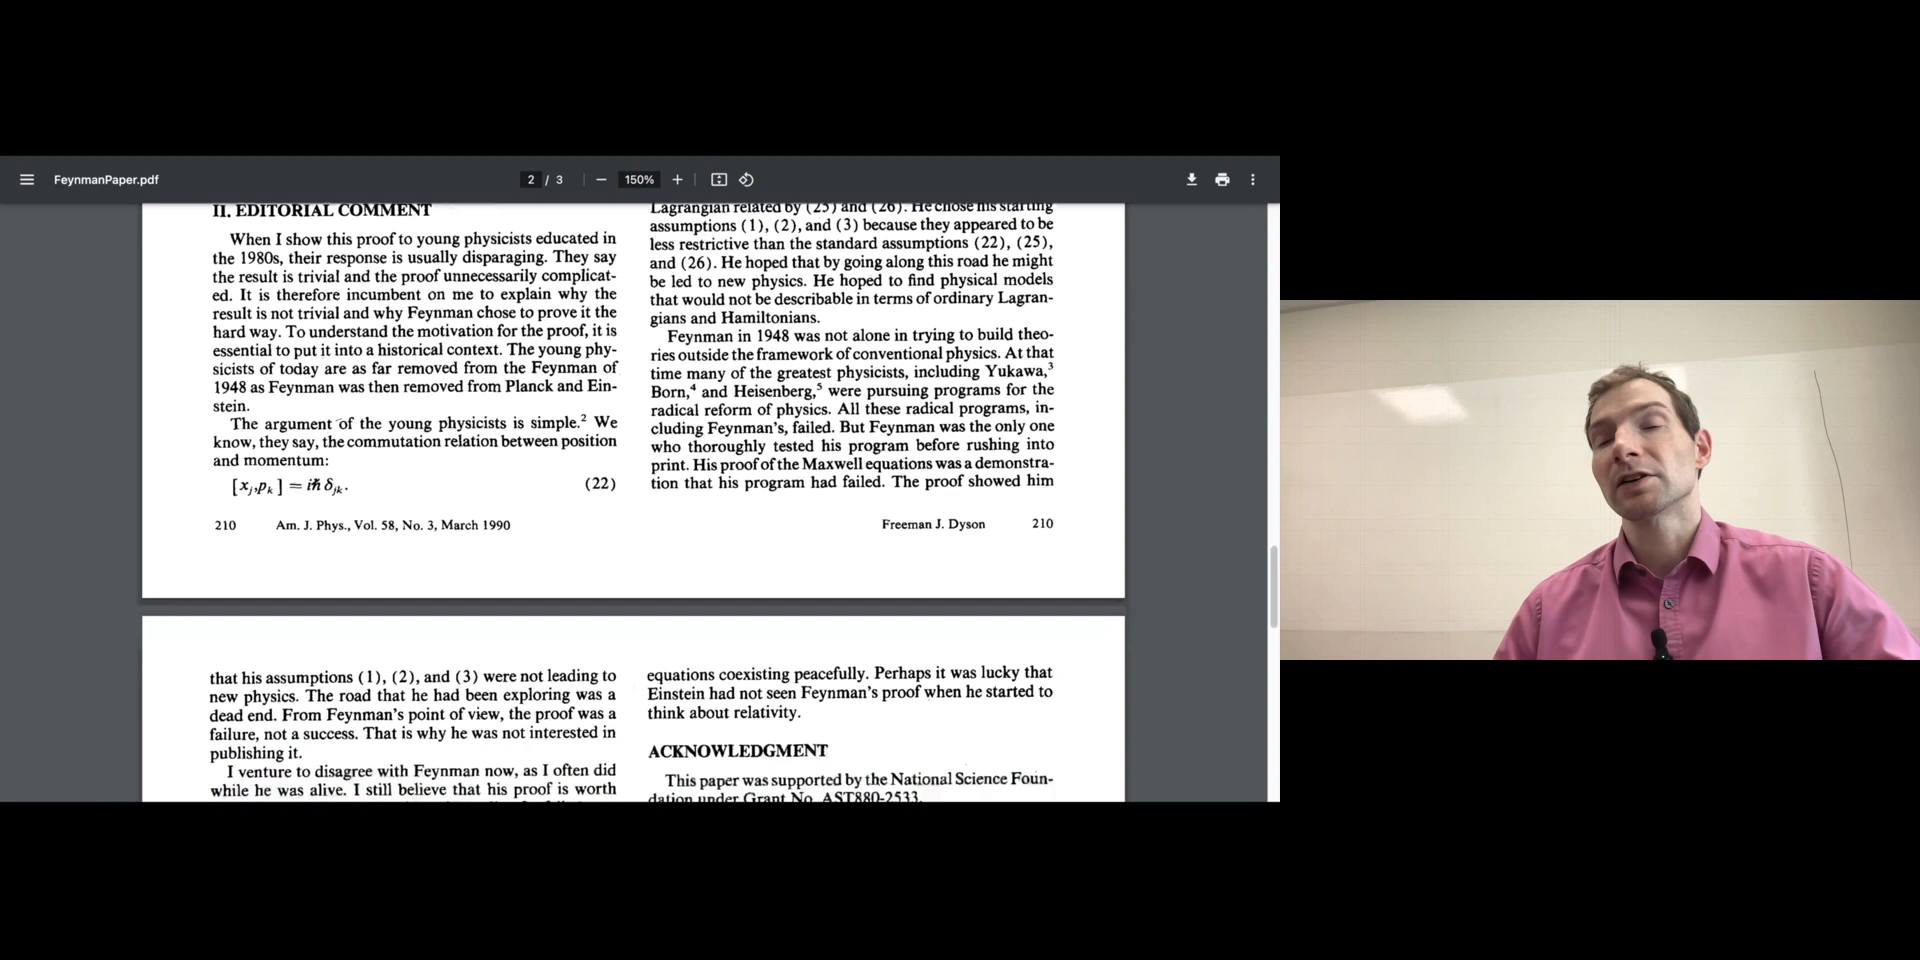 FeynmanPaper.pdf
2 / 3
150%
II. EDITORIAL COMMENT
When I show this proof to young physicists educated in
the 1980s, their response is usually disparaging. They say
the result is trivial and the proof unnecessarily complicat-
ed. It is therefore incumbent on me to explain why the
result is not trivial and why Feynman chose to prove it the
hard way. To understand the motivation for the proof, it is
essential to put it into a historical context. The young phy-
sicists of today are as far removed from the Feynman of
1948 as Feynman was then removed from Planck and Ein-
stein.
The argument of the young physicists is simple.² We
know, they say, the commutation relation between position
and momentum:
[x_j,p_k] = iℏ δ_jk. (22)
Lagrangian related by (25) and (26). He chose his starting
assumptions (1), (2), and (3) because they appeared to be
less restrictive than the standard assumptions (22), (25),
and (26). He hoped that by going along this road he might
be led to new physics. He hoped to find physical models
that would not be describable in terms of ordinary Lagran-
gians and Hamiltonians.
Feynman in 1948 was not alone in trying to build theo-
ries outside the framework of conventional physics. At that
time many of the greatest physicists, including Yukawa,³
Born,⁴ and Heisenberg,⁵ were pursuing programs for the
radical reform of physics. All these radical programs, in-
cluding Feynman's, failed. But Feynman was the only one
who thoroughly tested his program before rushing into
print. His proof of the Maxwell equations was a demonstra-
tion that his program had failed. The proof showed him
210 Am. J. Phys., Vol. 58, No. 3, March 1990
Freeman J. Dyson 210
that his assumptions (1), (2), and (3) were not leading to
new physics. The road that he had been exploring was a
dead end. From Feynman's point of view, the proof was a
failure, not a success. That is why he was not interested in
publishing it.
I venture to disagree with Feynman now, as I often did
while he was alive. I still believe that his proof is worth
equations coexisting peacefully. Perhaps it was lucky that
Einstein had not seen Feynman's proof when he started to
think about relativity.
ACKNOWLEDGMENT
This paper was supported by the National Science Foun-
dation under Grant No. AST880-2533.